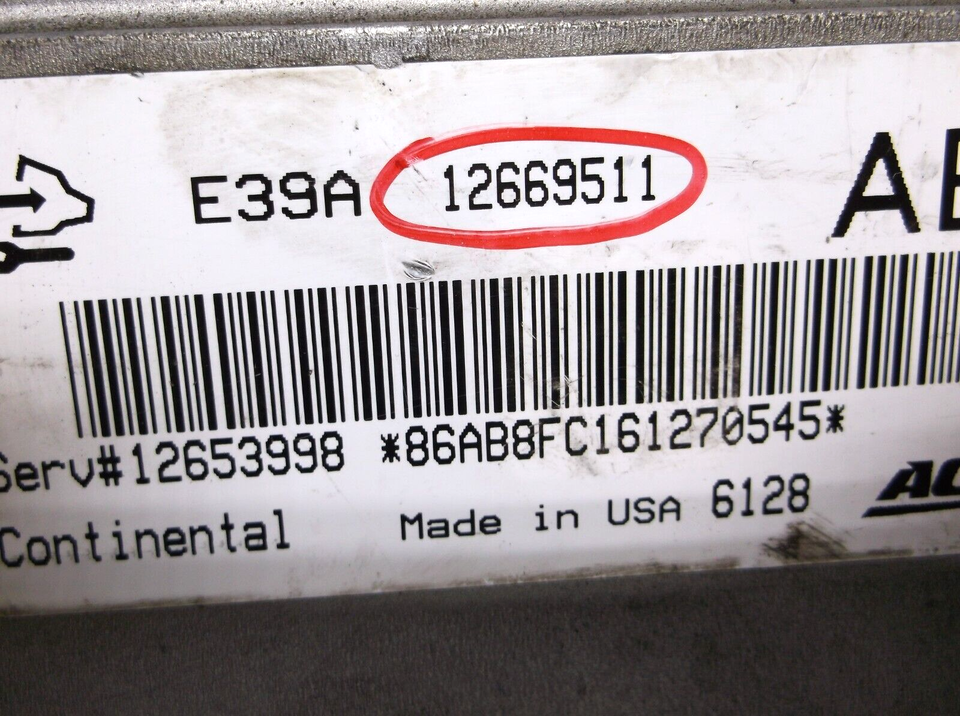 E39A 12669511
Serv#12653998 *86AB8FC161270545*
Continental Made in USA 6128